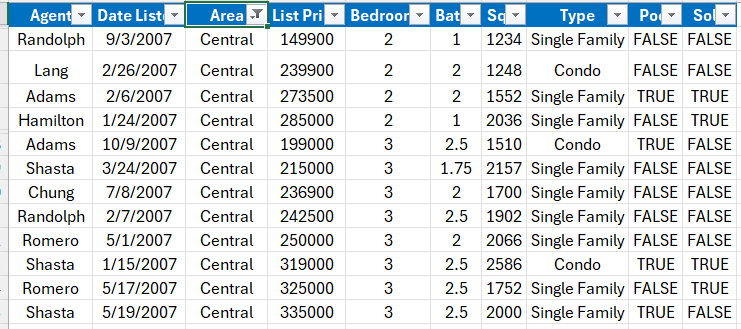 Agent Date List Area List Pri Bedroor Bat Sq Type Poo Sol
Randolph 9/3/2007 Central 149900 2 1 1234 Single Family FALSE FALSE
Lang 2/26/2007 Central 239900 2 2 1248 Condo FALSE FALSE
Adams 2/6/2007 Central 273500 2 2 1552 Single Family TRUE TRUE
Hamilton 1/24/2007 Central 285000 2 1 2036 Single Family FALSE TRUE
Adams 10/9/2007 Central 199000 3 2.5 1510 Condo TRUE FALSE
Shasta 3/24/2007 Central 215000 3 1.75 2157 Single Family FALSE TRUE
Chung 7/8/2007 Central 236900 3 2 1700 Single Family FALSE FALSE
Randolph 2/7/2007 Central 242500 3 2.5 1902 Single Family FALSE FALSE
Romero 5/1/2007 Central 250000 3 2 2066 Single Family FALSE FALSE
Shasta 1/15/2007 Central 319000 3 2.5 2586 Condo TRUE TRUE
Romero 5/17/2007 Central 325000 3 2.5 1752 Single Family FALSE TRUE
Shasta 5/19/2007 Central 335000 3 2.5 2000 Single Family TRUE FALSE